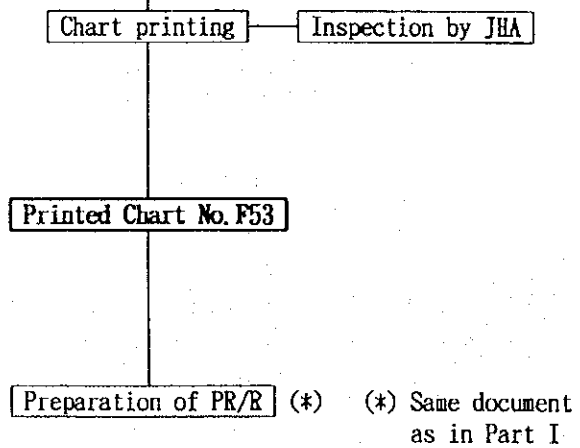 Chart printing Inspection by JHA
Printed Chart No. F53
Preparation of PR/R (*) (*) Same document
as in Part I